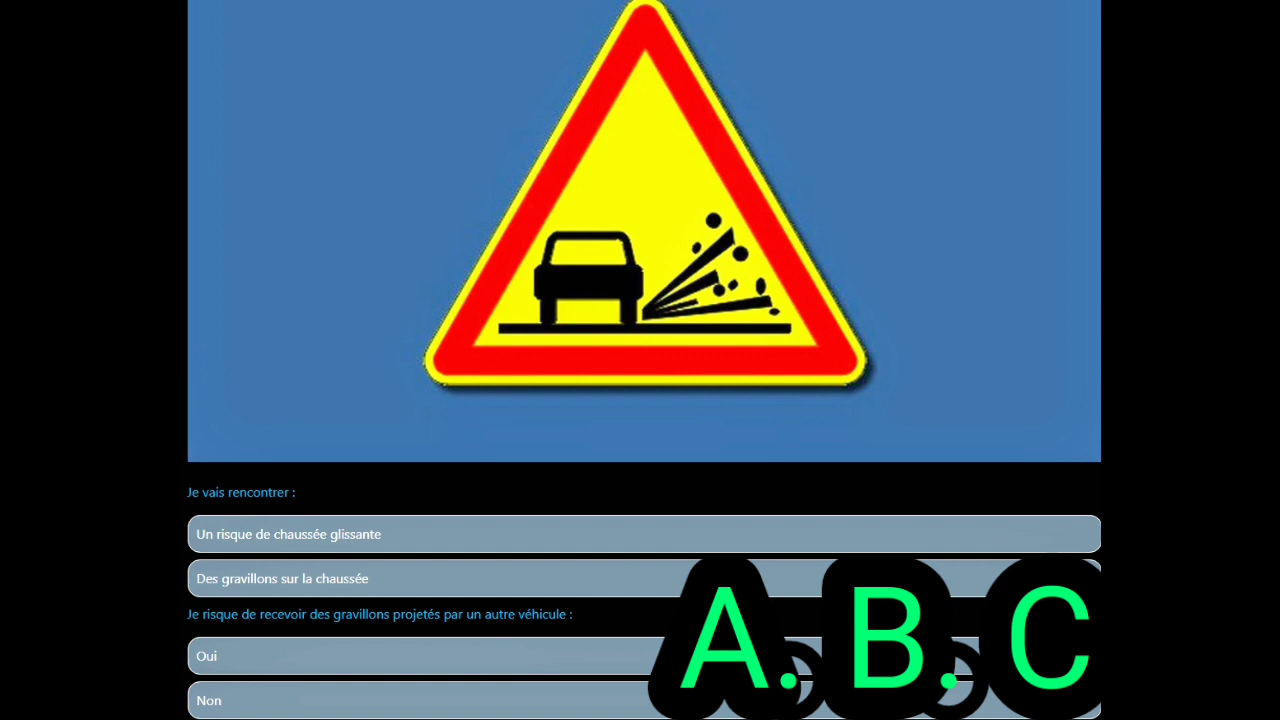 Je vais rencontrer :
Un risque de chaussée glissante
Des gravillons sur la chaussée
Je risque de recevoir des gravillons projetés par un autre véhicule :
Oui
Non
A. B. C